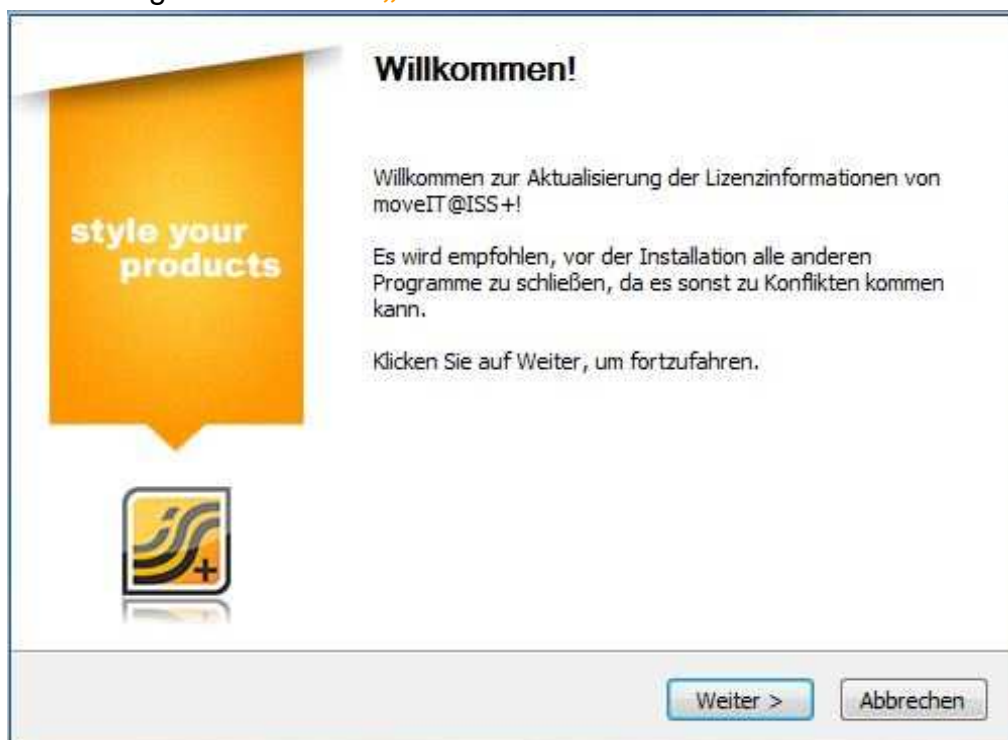 Willkommen!
Willkommen zur Aktualisierung der Lizenzinformationen von
moveIT@ISS+!
Es wird empfohlen, vor der Installation alle anderen
Programme zu schließen, da es sonst zu Konflikten kommen
kann.
Klicken Sie auf Weiter, um fortzufahren.
style your
products
Weiter >
Abbrechen